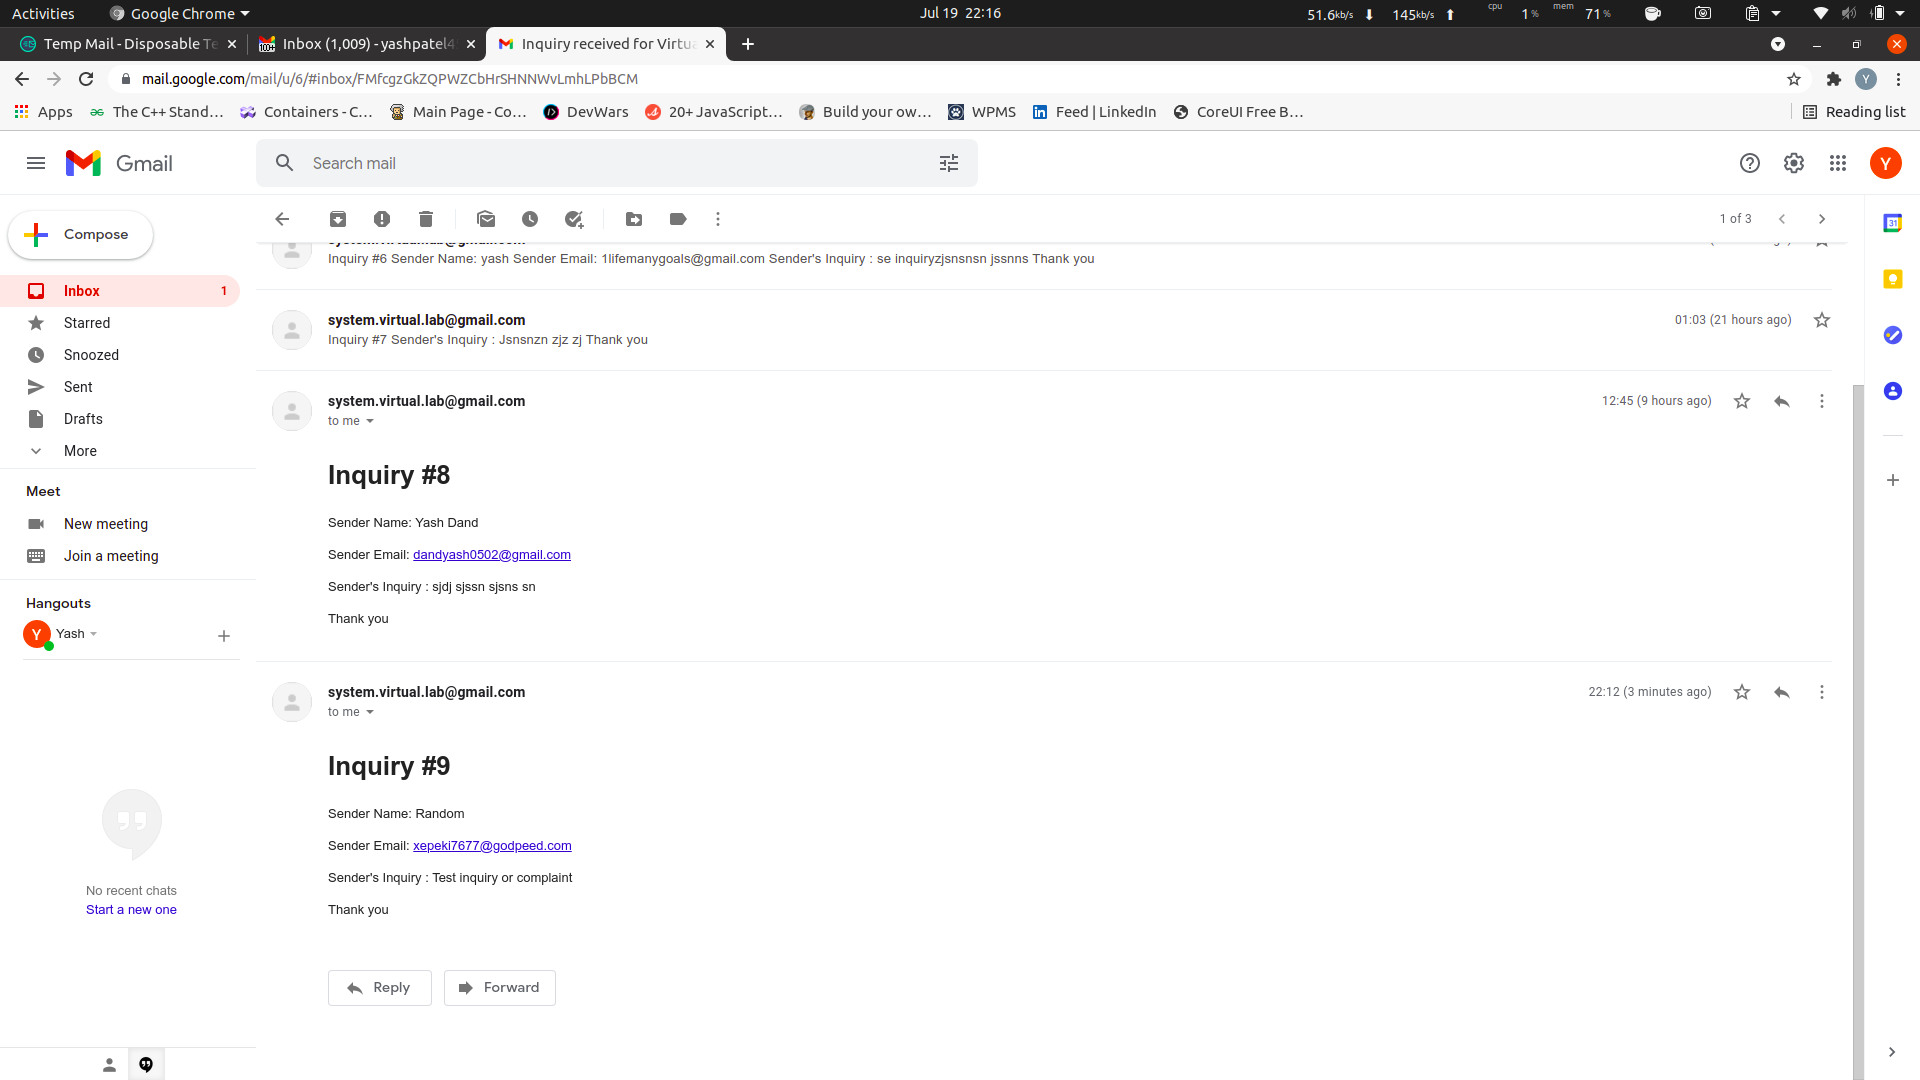 Activities
Google Chrome
Jul 19 22:16
51.6kb/s
145kb/s
cpu
1%
mem
71%
Temp Mail - Disposable Te
Inbox (1,009) - yashpatel4
Inquiry received for Virtu
mail.google.com/mail/u/6/#inbox/FMfcgzGkZQPWZCbHrSHNNWvLmhLPbBCM
Y
Apps
The C++ Stand…
Containers - C…
Main Page - Co…
DevWars
20+ JavaScript…
Build your ow…
WPMS
Feed | LinkedIn
CoreUI Free B…
Reading list
Gmail
Search mail
Y
Compose
1 of 3
Inbox
1
Starred
Snoozed
Sent
Drafts
More
Meet
New meeting
Join a meeting
Hangouts
Y
Yash
No recent chats
Start a new one
system.virtual.lab@gmail.com
Inquiry #6 Sender Name: yash Sender Email: 1lifemanygoals@gmail.com Sender's Inquiry : se inquiryzjsnsnsn jssnns Thank you
system.virtual.lab@gmail.com
01:03 (21 hours ago)
Inquiry #7 Sender's Inquiry : Jsnsnzn zjz zj Thank you
system.virtual.lab@gmail.com
12:45 (9 hours ago)
to me
Inquiry #8
Sender Name: Yash Dand
Sender Email: dandyash0502@gmail.com
Sender's Inquiry : sjdj sjssn sjsns sn
Thank you
system.virtual.lab@gmail.com
22:12 (3 minutes ago)
to me
Inquiry #9
Sender Name: Random
Sender Email: xepeki7677@godpeed.com
Sender's Inquiry : Test inquiry or complaint
Thank you
Reply
Forward
31